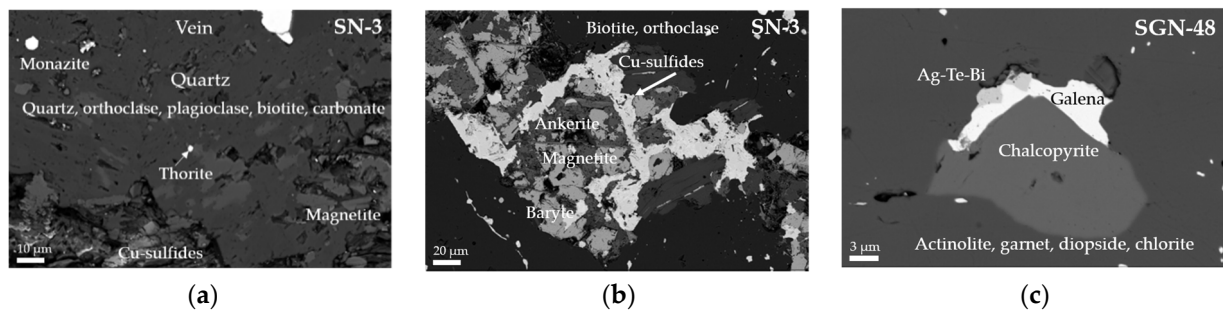 Vein
SN-3
Monazite
Quartz
Quartz, orthoclase, plagioclase, biotite, carbonate
Thorite
Magnetite
Cu-sulfides
10 µm
(a)
Biotite, orthoclase
SN-3
Cu-sulfides
Ankerite
Magnetite
Baryte
20 µm
(b)
SGN-48
Ag-Te-Bi
Galena
Chalcopyrite
Actinolite, garnet, diopside, chlorite
3 µm
(c)